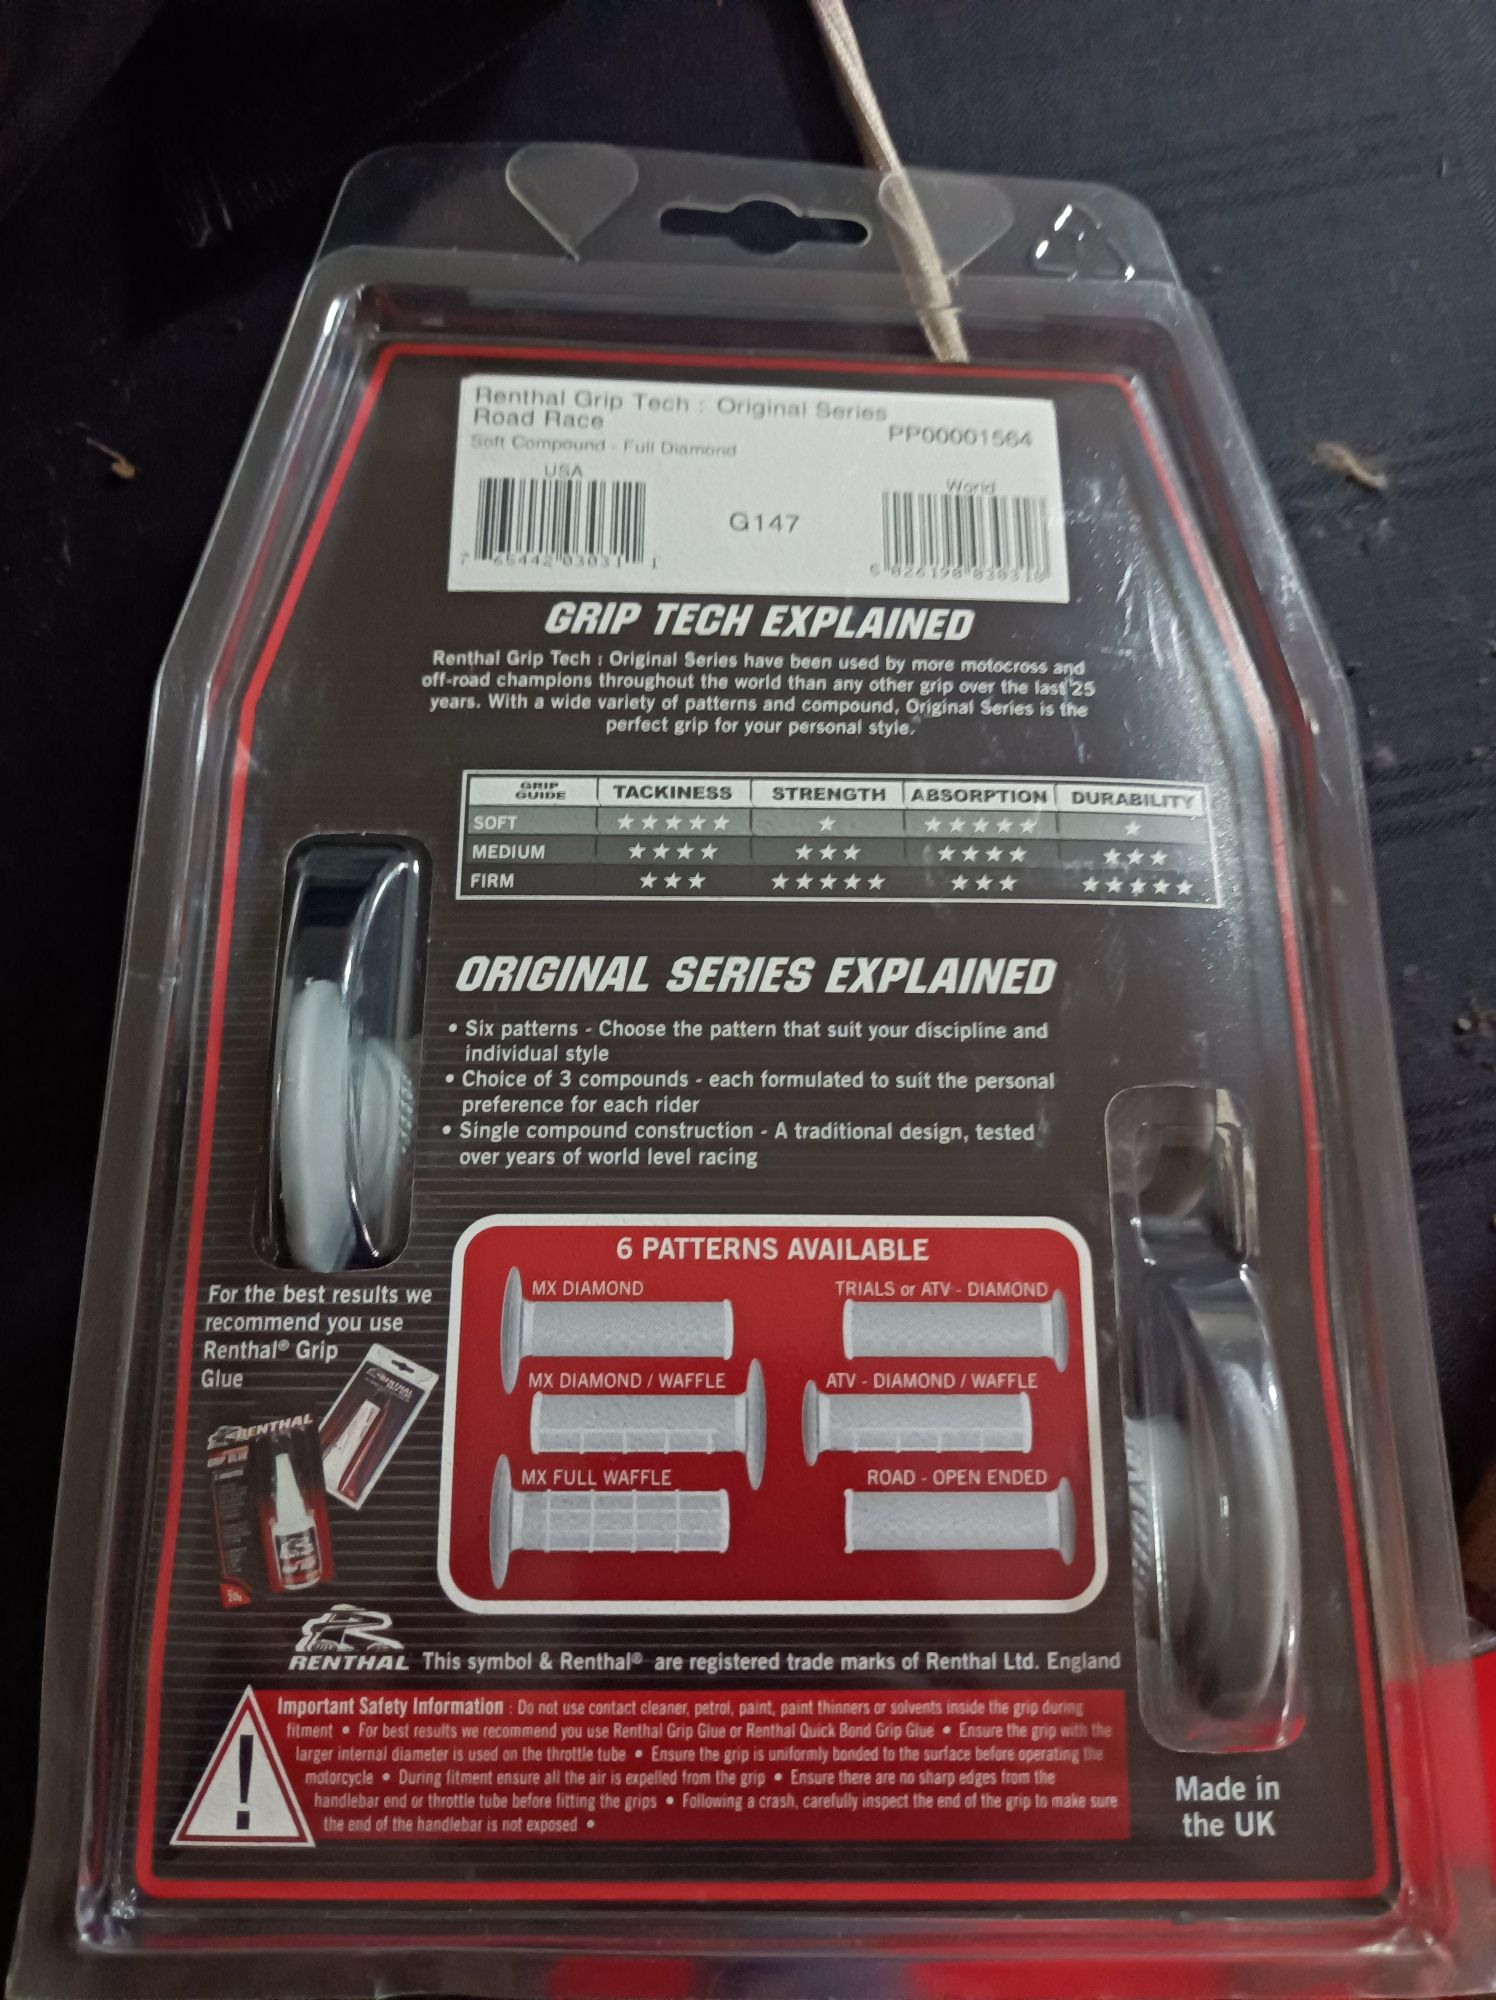 Renthal Grip Tech : Original Series
Road Race
PP00001564
Soft Compound - Full Diamond
USA
World
G147
7 65442 03031 1
5 026190 030318
GRIP TECH EXPLAINED
Renthal Grip Tech : Original Series have been used by more motocross and
off-road champions throughout the world than any other grip over the last 25
years. With a wide variety of patterns and compound, Original Series is the
perfect grip for your personal style.
GRIP GUIDE TACKINESS STRENGTH ABSORPTION DURABILITY
SOFT ★★★★★ ★ ★★★★★ ★
MEDIUM ★★★★ ★★★ ★★★★ ★★★
FIRM ★★★ ★★★★★ ★★★ ★★★★★
ORIGINAL SERIES EXPLAINED
• Six patterns - Choose the pattern that suit your discipline and
individual style
• Choice of 3 compounds - each formulated to suit the personal
preference for each rider
• Single compound construction - A traditional design, tested
over years of world level racing
For the best results we
recommend you use
Renthal® Grip
Glue
RENTHAL
RENTHAL
GRIP GLUE
20g
6 PATTERNS AVAILABLE
MX DIAMOND
TRIALS or ATV - DIAMOND
MX DIAMOND / WAFFLE
ATV - DIAMOND / WAFFLE
MX FULL WAFFLE
ROAD - OPEN ENDED
RENTHAL This symbol & Renthal® are registered trade marks of Renthal Ltd. England
Important Safety Information : Do not use contact cleaner, petrol, paint, paint thinners or solvents inside the grip during
fitment • For best results we recommend you use Renthal Grip Glue or Renthal Quick Bond Grip Glue • Ensure the grip with the
larger internal diameter is used on the throttle tube • Ensure the grip is uniformly bonded to the surface before operating the
motorcycle • During fitment ensure all the air is expelled from the grip • Ensure there are no sharp edges from the
handlebar end or throttle tube before fitting the grips • Following a crash, carefully inspect the end of the grip to make sure
the end of the handlebar is not exposed •
!
Made in
the UK